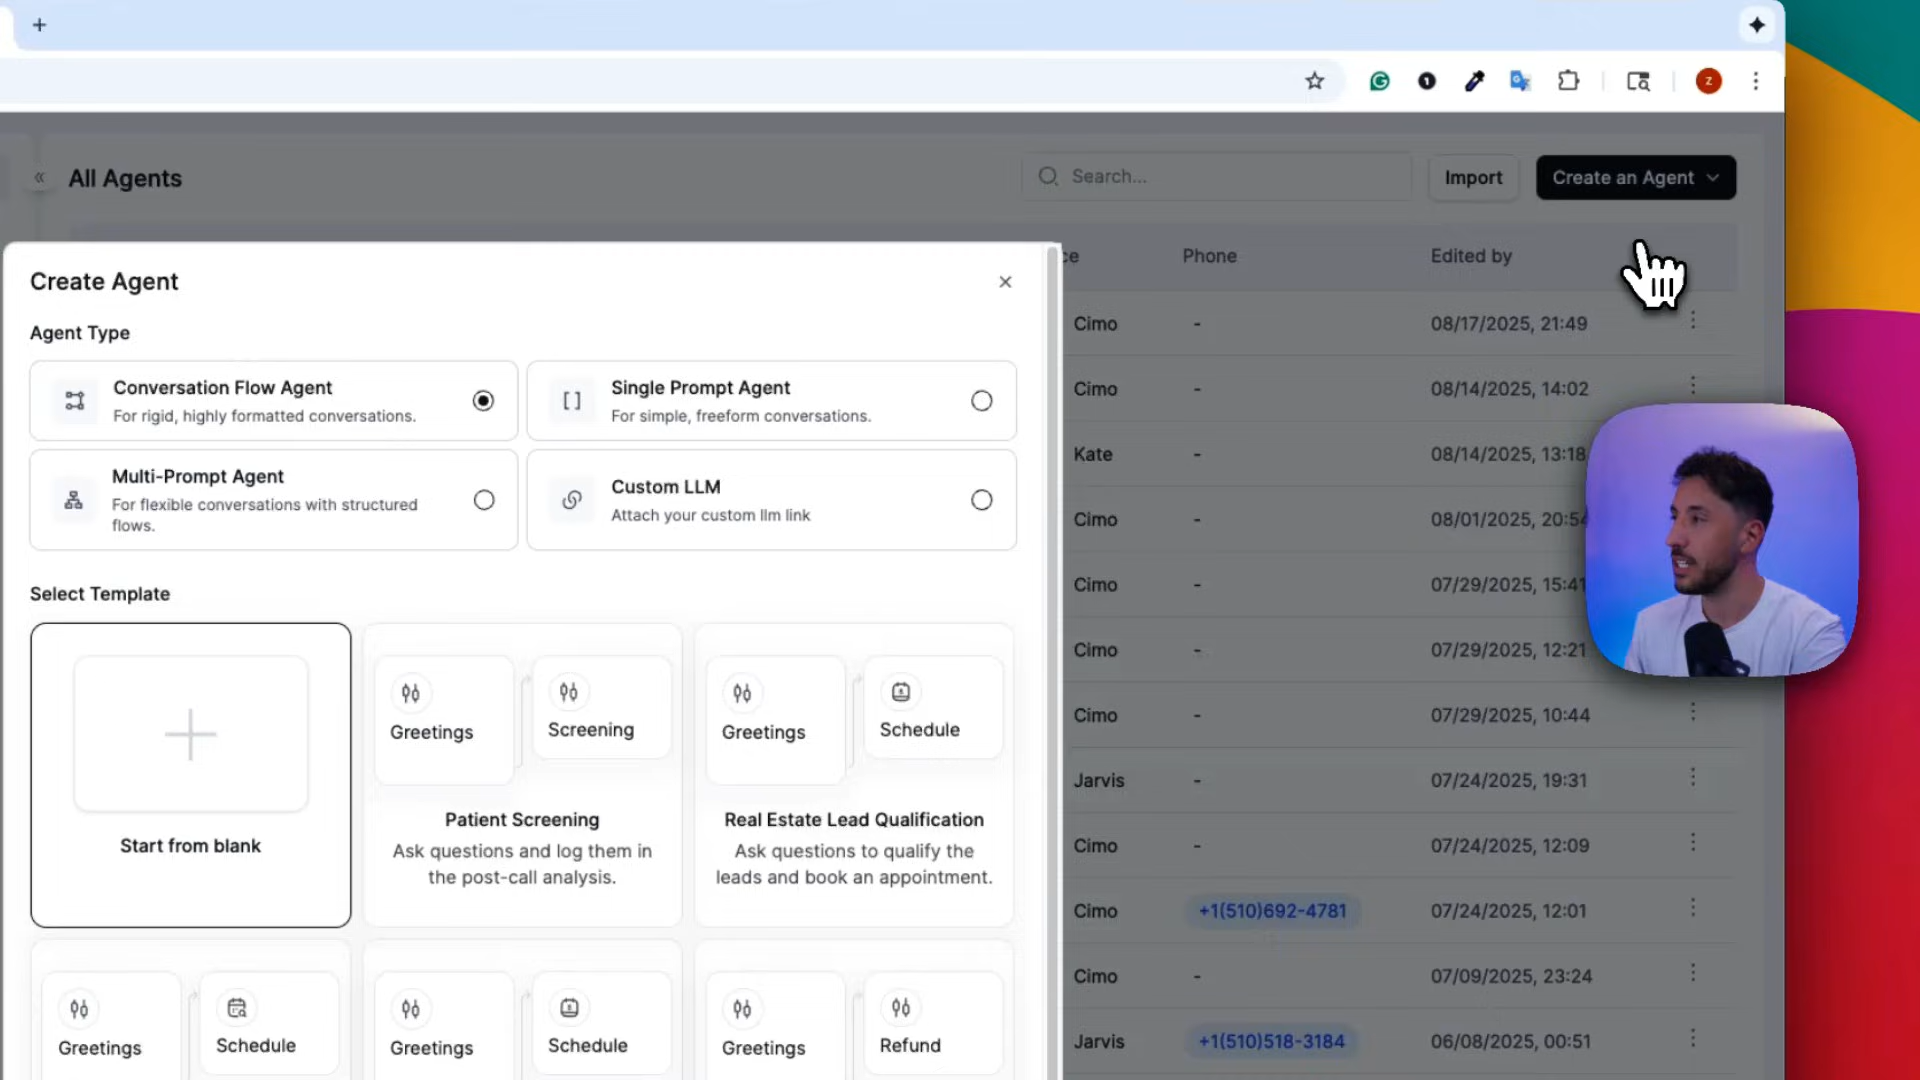 All Agents
Search...
Import
Create an Agent
ce
Phone
Edited by
Create Agent
Agent Type
Conversation Flow Agent
For rigid, highly formatted conversations.
Single Prompt Agent
For simple, freeform conversations.
Multi-Prompt Agent
For flexible conversations with structured
flows.
Custom LLM
Attach your custom llm link
Select Template
Start from blank
Greetings
Screening
Patient Screening
Ask questions and log them in
the post-call analysis.
Greetings
Schedule
Real Estate Lead Qualification
Ask questions to qualify the
leads and book an appointment.
Greetings
Schedule
Greetings
Schedule
Greetings
Refund
Cimo - 08/17/2025, 21:49
Cimo - 08/14/2025, 14:02
Kate - 08/14/2025, 13:18
Cimo - 08/01/2025, 20:54
Cimo - 07/29/2025, 15:41
Cimo - 07/29/2025, 12:21
Cimo - 07/29/2025, 10:44
Jarvis - 07/24/2025, 19:31
Cimo - 07/24/2025, 12:09
Cimo +1(510)692-4781 07/24/2025, 12:01
Cimo - 07/09/2025, 23:24
Jarvis +1(510)518-3184 06/08/2025, 00:51
Z